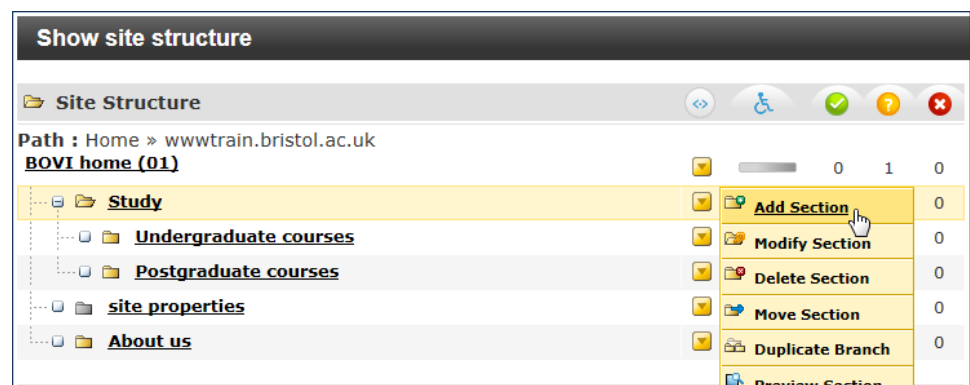 Show site structure
Site Structure
Path : Home » wwwtrain.bristol.ac.uk
BOVI home (01) 0 1 0
Study Add Section 0
Undergraduate courses Modify Section 0
Postgraduate courses Delete Section 0
site properties Move Section 0
About us Duplicate Branch 0
Preview Section